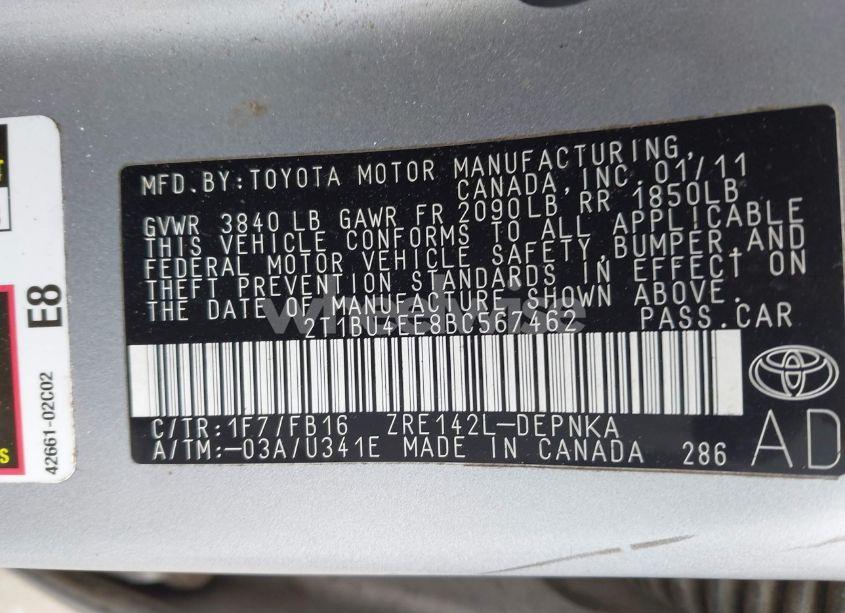 MFD.BY:TOYOTA MOTOR MANUFACTURING,
CANADA, INC. 01/11
GVWR 3840 LB GAWR FR 2090LB RR 1850LB
THIS VEHICLE CONFORMS TO ALL APPLICABLE
FEDERAL MOTOR VEHICLE SAFETY,BUMPER,AND
THEFT PREVENTION STANDARDS IN EFFECT ON
THE DATE OF MANUFACTURE SHOWN ABOVE.
2T1BU4EE8BC567462 PASS.CAR
C/TR:1F7/FB16 ZRE142L-DEPNKA
A/TM:-03A/U341E MADE IN CANADA 286
AD
E8
42661-02C02